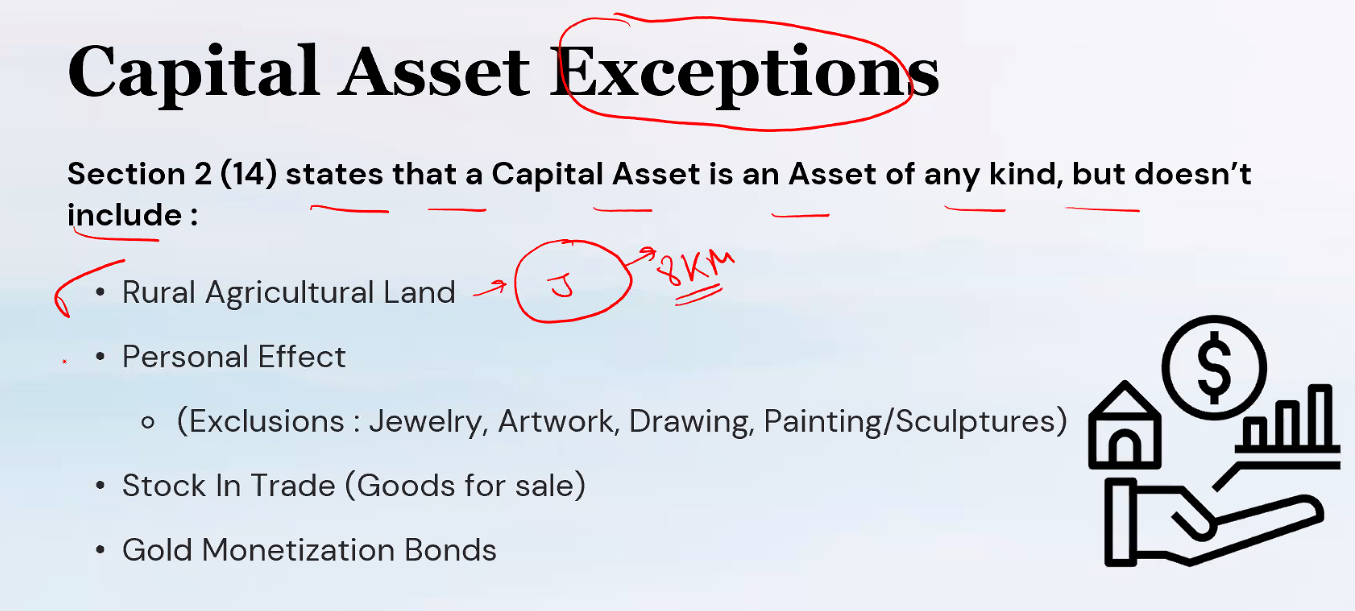 Capital Asset Exceptions
Section 2 (14) states that a Capital Asset is an Asset of any kind, but doesn't
include :
• Rural Agricultural Land J 8KM
• Personal Effect
(Exclusions : Jewelry, Artwork, Drawing, Painting/Sculptures)
• Stock In Trade (Goods for sale)
• Gold Monetization Bonds
$